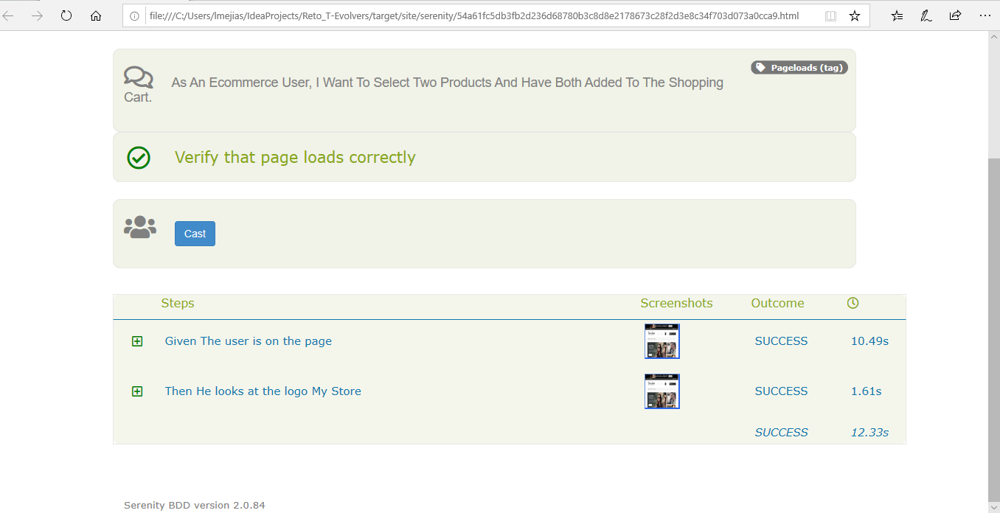 file:///C:/Users/lmejias/IdeaProjects/Reto_T-Evolvers/target/site/serenity/54a61fc5db3fb2d236d68780b3c8d8e2178673c28f2d3e8c34f703d073a0cca9.html
Pageloads (tag)
As An Ecommerce User, I Want To Select Two Products And Have Both Added To The Shopping
Cart.
Verify that page loads correctly
Cast
Steps Screenshots Outcome
Given The user is on the page SUCCESS 10.49s
Then He looks at the logo My Store SUCCESS 1.61s
SUCCESS 12.33s
Serenity BDD version 2.0.84